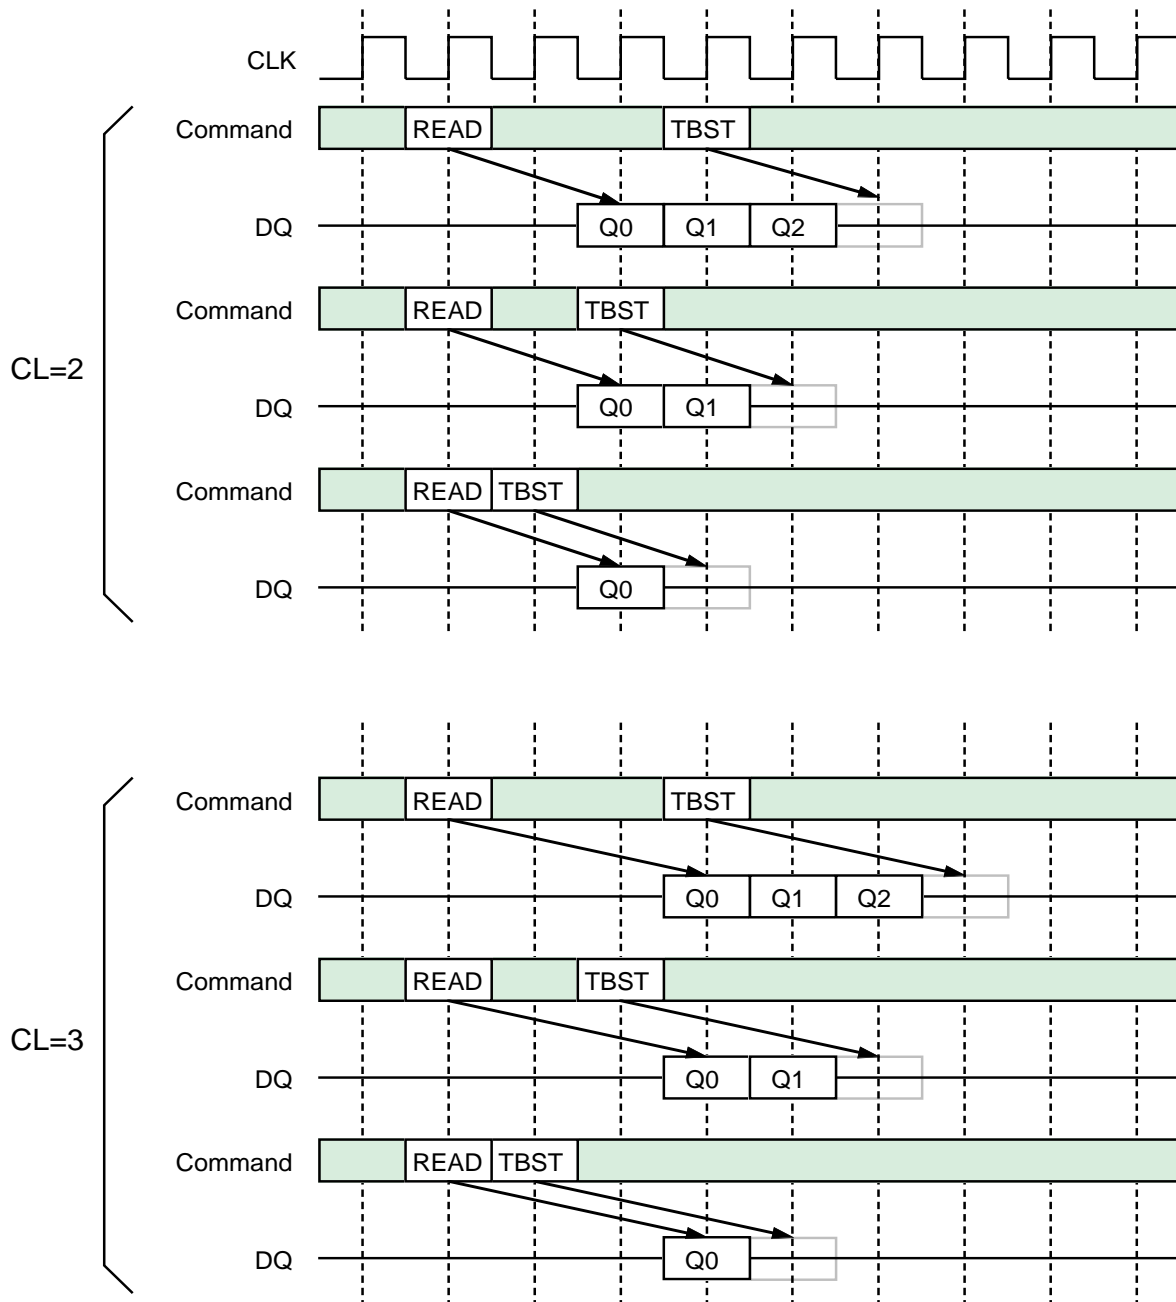 CLK
Command READ TBST
DQ Q0 Q1 Q2
Command READ TBST
CL=2
DQ Q0 Q1
Command READ TBST
DQ Q0
Command READ TBST
DQ Q0 Q1 Q2
Command READ TBST
CL=3
DQ Q0 Q1
Command READ TBST
DQ Q0